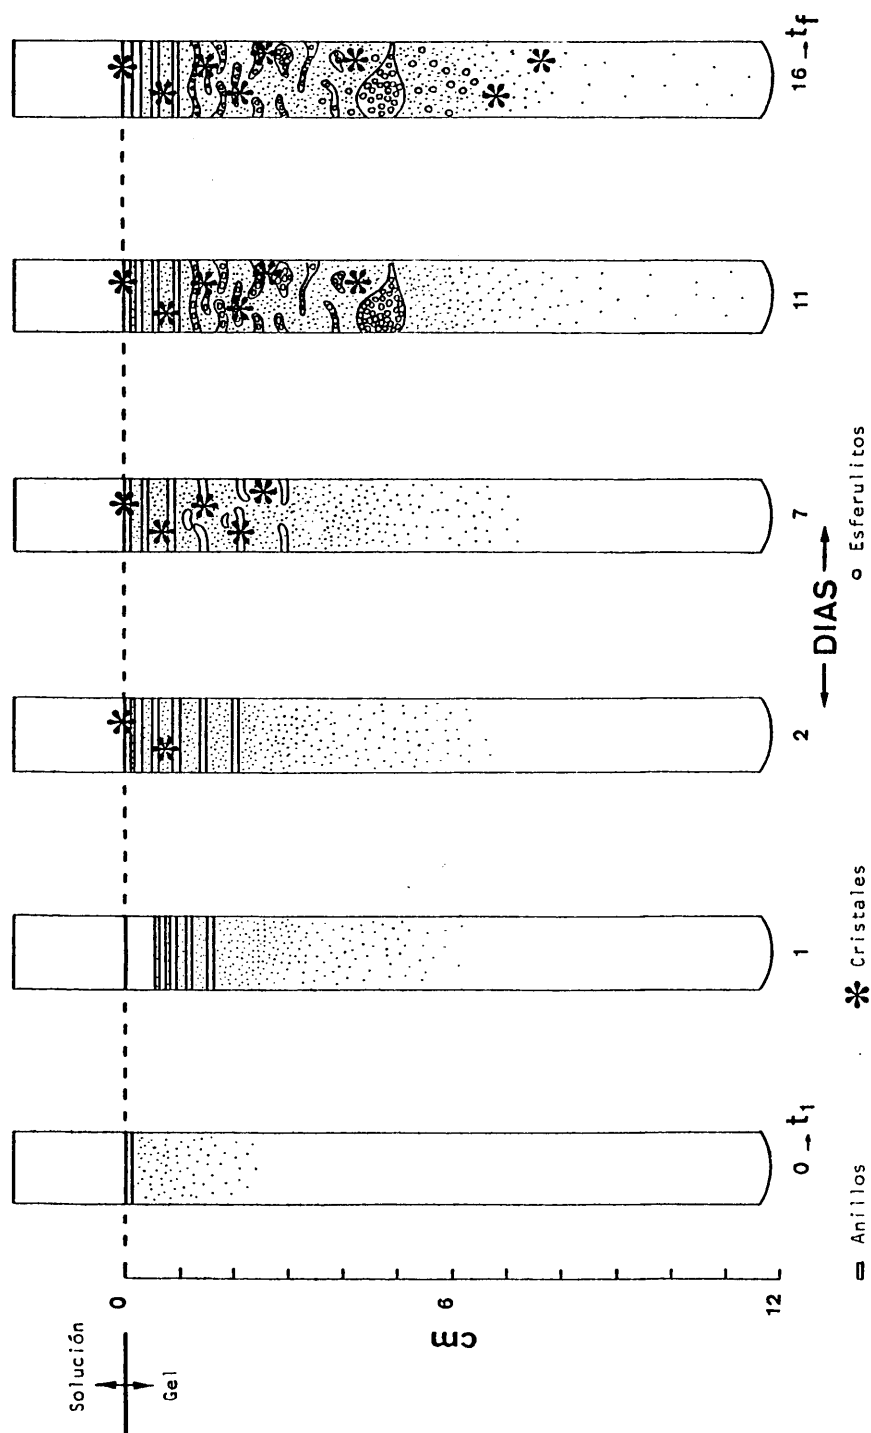 Solución
Gel
0
6
12
cm
0 → t1
1
2
7
11
16 → tf
← DIAS →
Anillos
Cristales
Esferulitos